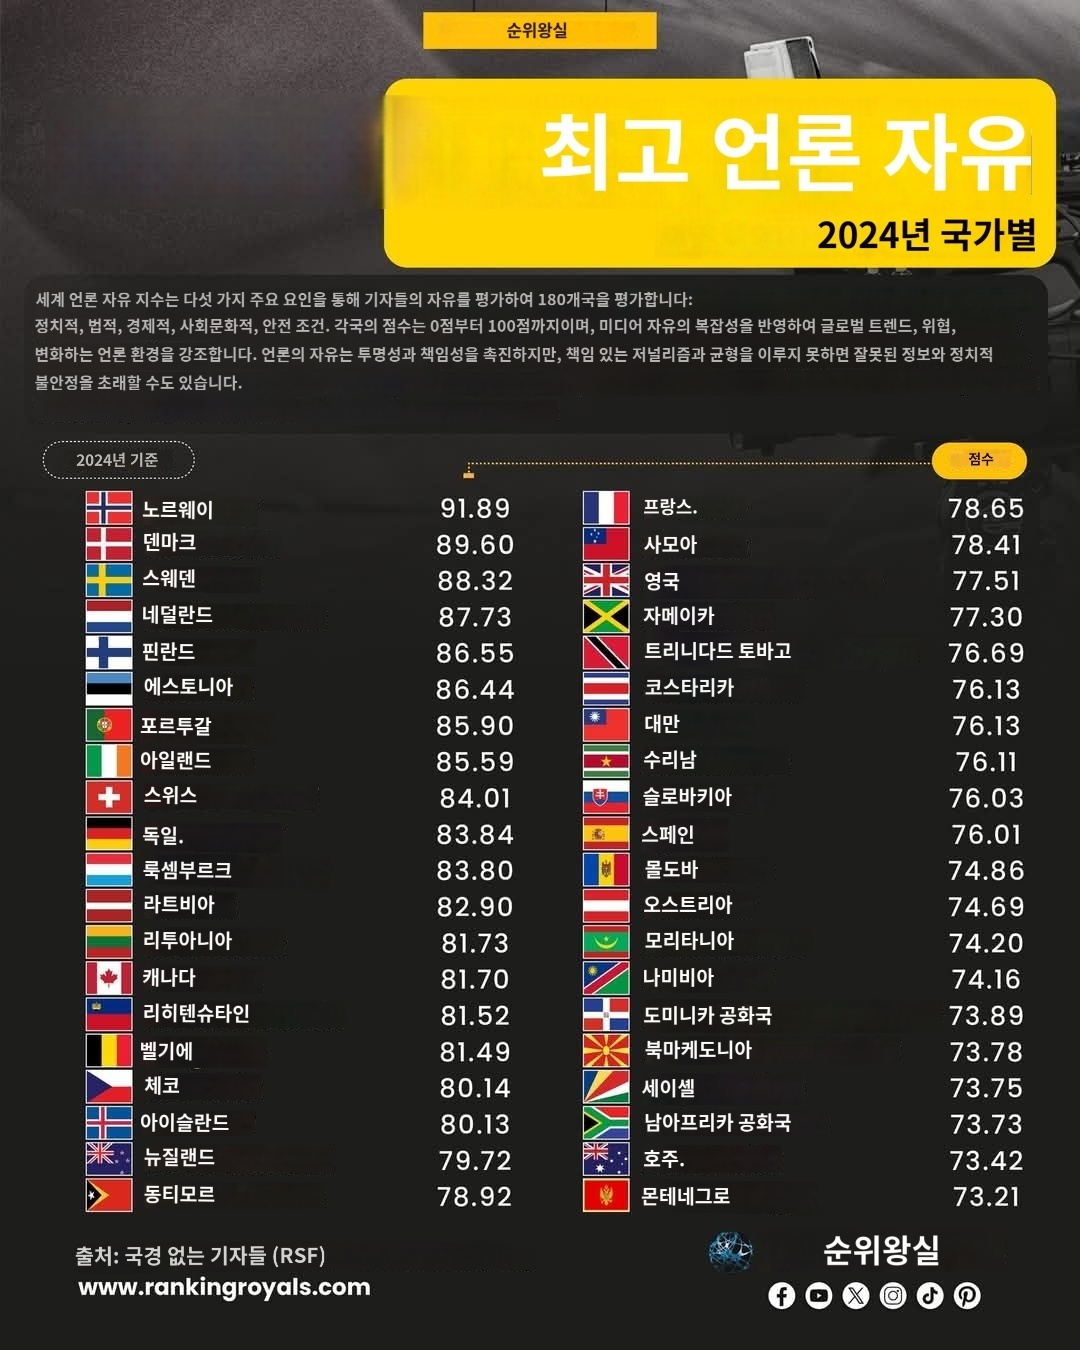 순위왕실
최고 언론 자유
2024년 국가별
세계 언론 자유 지수는 다섯 가지 주요 요인을 통해 기자들의 자유를 평가하여 180개국을 평가합니다:
정치적, 법적, 경제적, 사회문화적, 안전 조건. 각국의 점수는 0점부터 100점까지이며, 미디어 자유의 복잡성을 반영하여 글로벌 트렌드, 위협,
변화하는 언론 환경을 강조합니다. 언론의 자유는 투명성과 책임성을 촉진하지만, 책임 있는 저널리즘과 균형을 이루지 못하면 잘못된 정보와 정치적
불안정을 초래할 수도 있습니다.
2024년 기준
점수
노르웨이 91.89
덴마크 89.60
스웨덴 88.32
네덜란드 87.73
핀란드 86.55
에스토니아 86.44
포르투갈 85.90
아일랜드 85.59
스위스 84.01
독일. 83.84
룩셈부르크 83.80
라트비아 82.90
리투아니아 81.73
캐나다 81.70
리히텐슈타인 81.52
벨기에 81.49
체코 80.14
아이슬란드 80.13
뉴질랜드 79.72
동티모르 78.92
프랑스. 78.65
사모아 78.41
영국 77.51
자메이카 77.30
트리니다드 토바고 76.69
코스타리카 76.13
대만 76.13
수리남 76.11
슬로바키아 76.03
스페인 76.01
몰도바 74.86
오스트리아 74.69
모리타니아 74.20
나미비아 74.16
도미니카 공화국 73.89
북마케도니아 73.78
세이셸 73.75
남아프리카 공화국 73.73
호주. 73.42
몬테네그로 73.21
출처: 국경 없는 기자들 (RSF)
www.rankingroyals.com
순위왕실